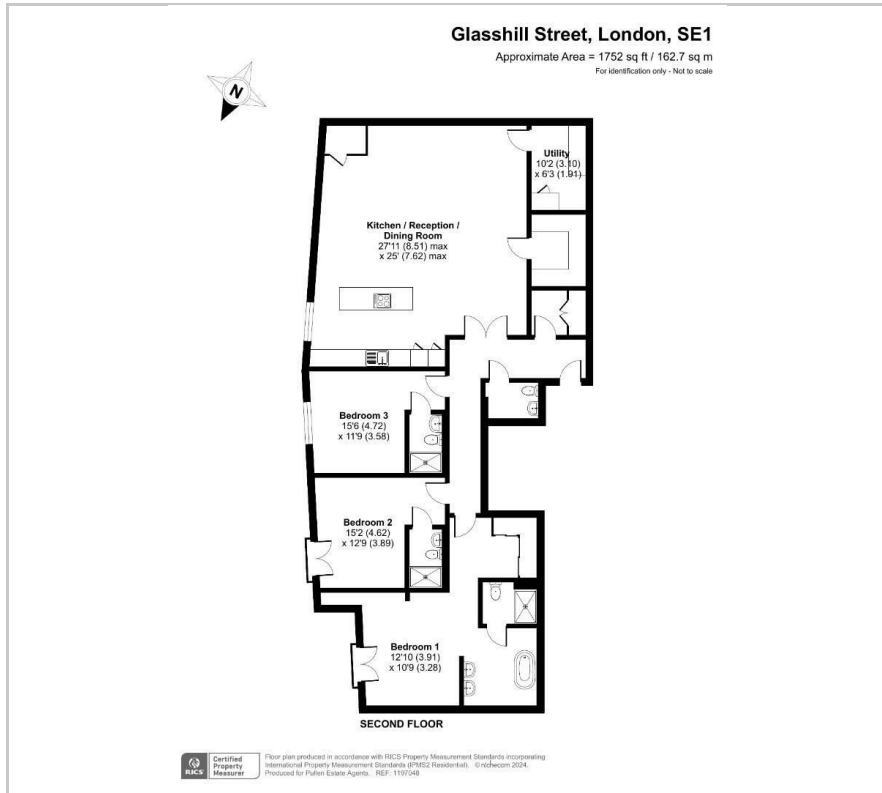 Glasshill Street, London, SE1
Approximate Area = 1752 sq ft / 162.7 sq m
For identification only - Not to scale
N
Utility
10'2 (3.10)
x 6'3 (1.91)
Kitchen / Reception /
Dining Room
27'11 (8.51) max
x 25' (7.62) max
Bedroom 3
15'6 (4.72)
x 11'9 (3.58)
Bedroom 2
15'2 (4.62)
x 12'9 (3.89)
Bedroom 1
12'10 (3.91)
x 10'9 (3.28)
SECOND FLOOR
RICS
Certified
Property
Measurer
Floor plan produced in accordance with RICS Property Measurement Standards incorporating
International Property Measurement Standards (IPMS2 Residential). © nichecom 2024.
Produced for Pullen Estate Agents. REF: 1197048